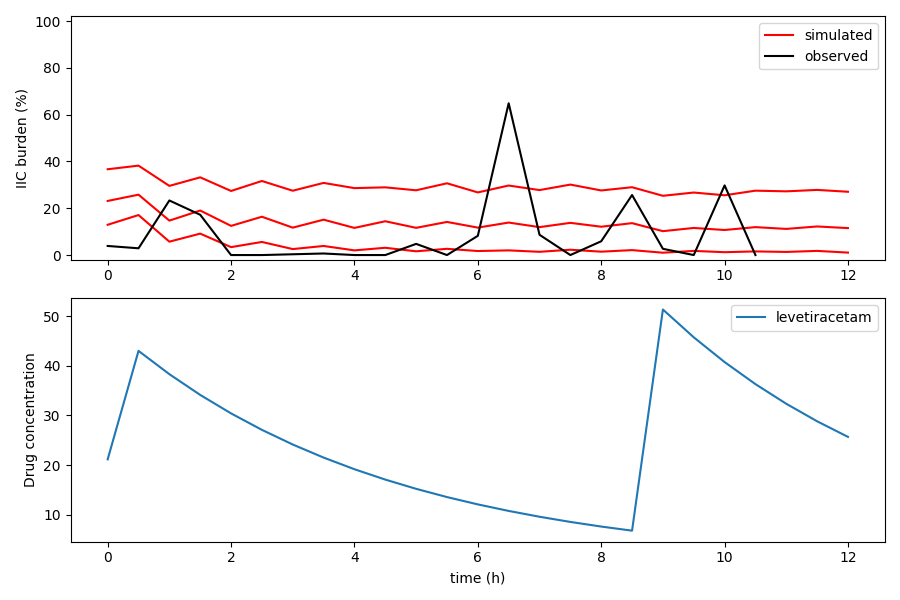 100
80
60
40
20
0
IIC burden (%)
simulated
observed
0 2 4 6 8 10 12
50
40
30
20
10
Drug concentration
levetiracetam
0 2 4 6 8 10 12
time (h)